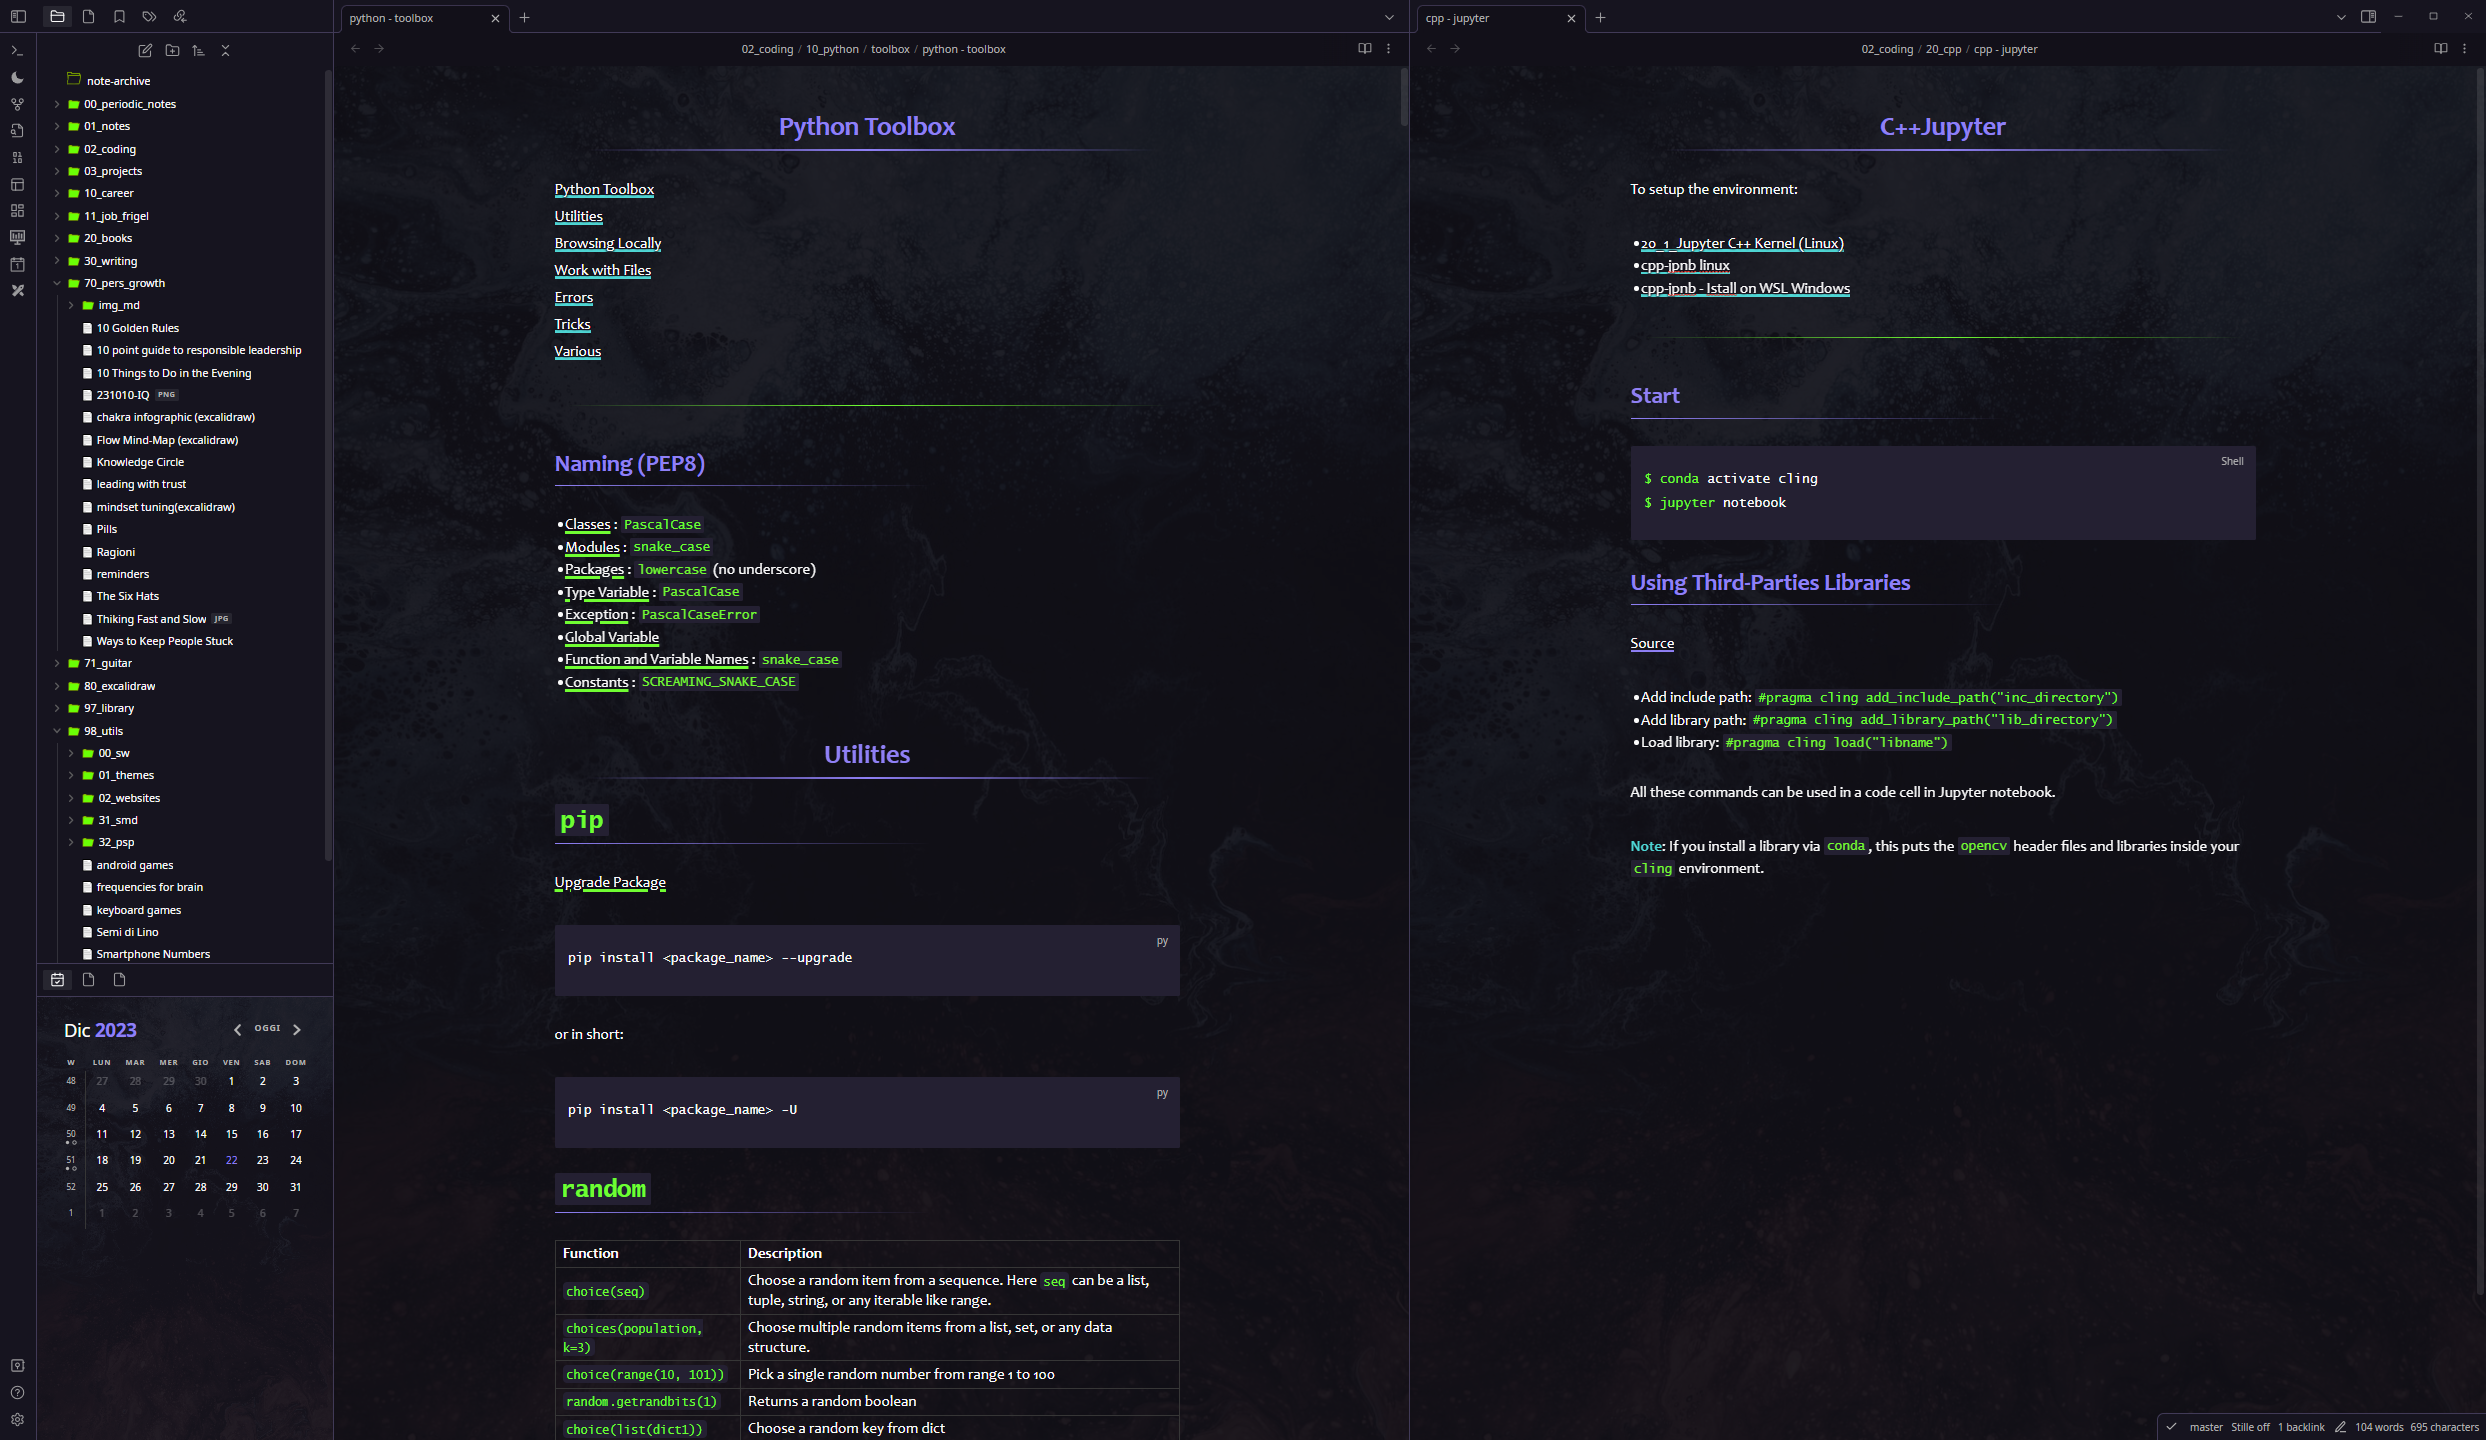 python - toolbox
cpp - jupyter
02_coding / 10_python / toolbox / python - toolbox
02_coding / 20_cpp / cpp - jupyter
note-archive
00_periodic_notes
01_notes
02_coding
03_projects
10_career
11_job_frigel
20_books
30_writing
70_pers_growth
img_md
10 Golden Rules
10 point guide to responsible leadership
10 Things to Do in the Evening
231010-IQ PNG
chakra infographic (excalidraw)
Flow Mind-Map (excalidraw)
Knowledge Circle
leading with trust
mindset tuning(excalidraw)
Pills
Ragioni
reminders
The Six Hats
Thiking Fast and Slow JPG
Ways to Keep People Stuck
71_guitar
80_excalidraw
97_library
98_utils
00_sw
01_themes
02_websites
31_smd
32_psp
android games
frequencies for brain
keyboard games
Semi di Lino
Smartphone Numbers
Dic 2023
OGGI
W LUN MAR MER GIO VEN SAB DOM
48 27 28 29 30 1 2 3
49 4 5 6 7 8 9 10
50 11 12 13 14 15 16 17
51 18 19 20 21 22 23 24
52 25 26 27 28 29 30 31
1 1 2 3 4 5 6 7
Python Toolbox
Python Toolbox
Utilities
Browsing Locally
Work with Files
Errors
Tricks
Various
Naming (PEP8)
•Classes : PascalCase
•Modules : snake_case
•Packages : lowercase (no underscore)
•Type Variable : PascalCase
•Exception : PascalCaseError
•Global Variable
•Function and Variable Names : snake_case
•Constants : SCREAMING_SNAKE_CASE
Utilities
pip
Upgrade Package
py
pip install <package_name> --upgrade
or in short:
py
pip install <package_name> -U
random
Function Description
choice(seq) Choose a random item from a sequence. Here seq can be a list,
tuple, string, or any iterable like range.
choices(population, Choose multiple random items from a list, set, or any data
k=3) structure.
choice(range(10, 101)) Pick a single random number from range 1 to 100
random.getrandbits(1) Returns a random boolean
choice(list(dict1)) Choose a random key from dict
C++Jupyter
To setup the environment:
•20_1_Jupyter C++ Kernel (Linux)
•cpp-jpnb linux
•cpp-jpnb - Istall on WSL Windows
Start
Shell
$ conda activate cling
$ jupyter notebook
Using Third-Parties Libraries
Source
•Add include path: #pragma cling add_include_path("inc_directory")
•Add library path: #pragma cling add_library_path("lib_directory")
•Load library: #pragma cling load("libname")
All these commands can be used in a code cell in Jupyter notebook.
Note: If you install a library via conda, this puts the opencv header files and libraries inside your
cling environment.
master Stille off 1 backlink 104 words 695 characters